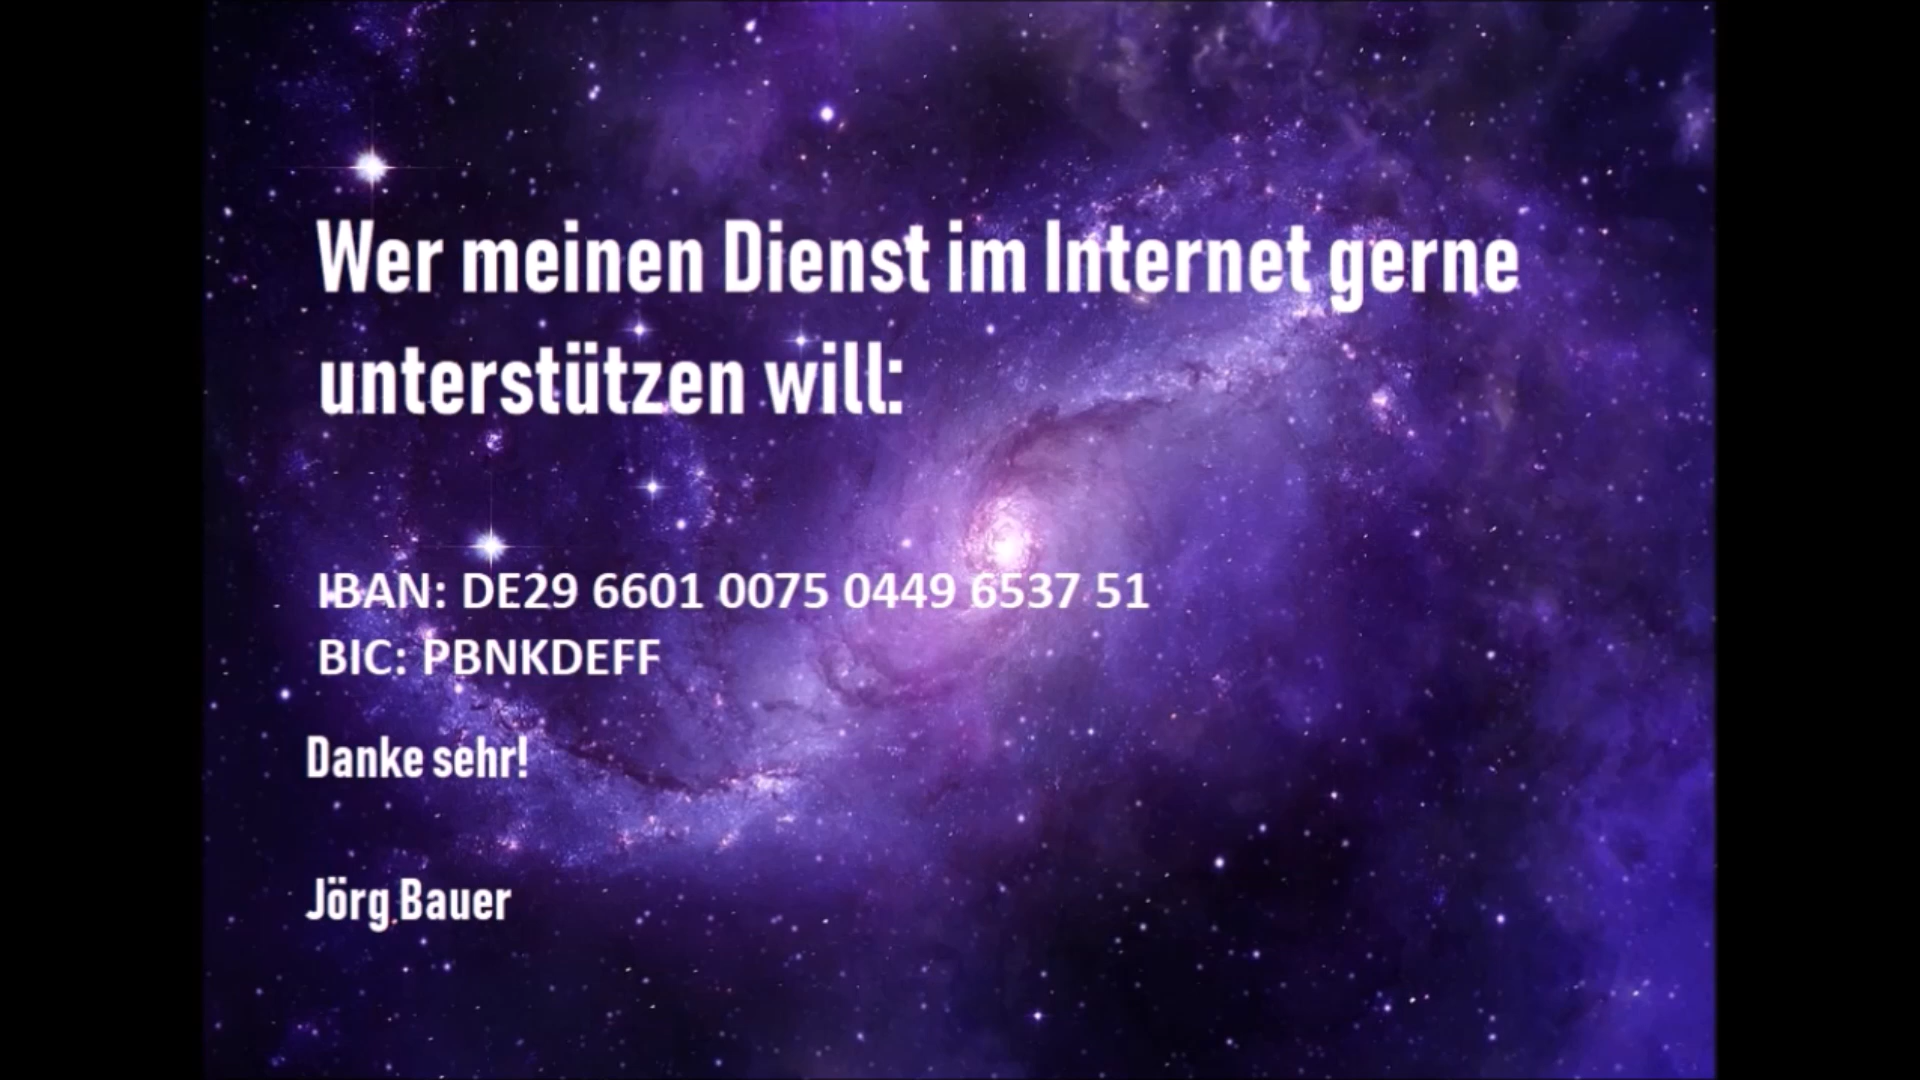 Wer meinen Dienst im Internet gerne
unterstützen will:
IBAN: DE29 6601 0075 0449 6537 51
BIC: PBNKDEFF
Danke sehr!
Jörg Bauer